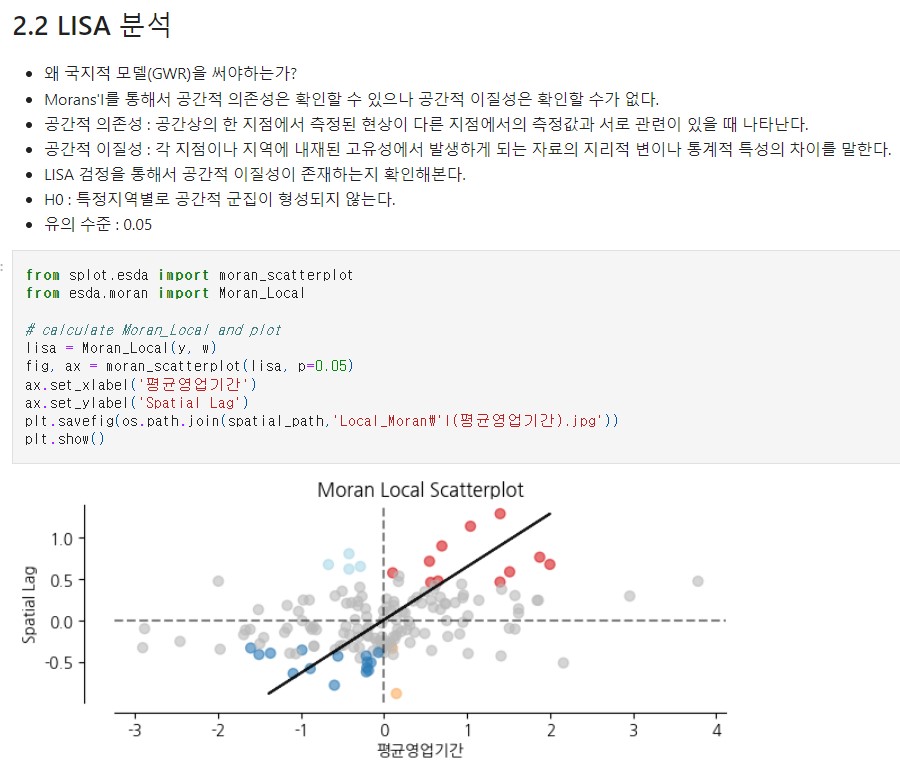 2.2 LISA 분석
왜 국지적 모델(GWR)을 써야하는가?
Morans'I를 통해서 공간적 의존성은 확인할 수 있으나 공간적 이질성은 확인할 수가 없다.
공간적 의존성 : 공간상의 한 지점에서 측정된 현상이 다른 지점에서의 측정값과 서로 관련이 있을 때 나타난다.
공간적 이질성 : 각 지점이나 지역에 내재된 고유성에서 발생하게 되는 자료의 지리적 변이나 통계적 특성의 차이를 말한다.
LISA 검정을 통해서 공간적 이질성이 존재하는지 확인해본다.
H0 : 특정지역별로 공간적 군집이 형성되지 않는다.
유의 수준 : 0.05
from splot.esda import moran_scatterplot
from esda.moran import Moran_Local
# calculate Moran_Local and plot
lisa = Moran_Local(y, w)
fig, ax = moran_scatterplot(lisa, p=0.05)
ax.set_xlabel('평균영업기간')
ax.set_ylabel('Spatial Lag')
plt.savefig(os.path.join(spatial_path,'Local_Moran₩'I(평균영업기간).jpg'))
plt.show()
Moran Local Scatterplot
1.0
0.5
0.0
-0.5
Spatial Lag
-3 -2 -1 0 1 2 3 4
평균영업기간